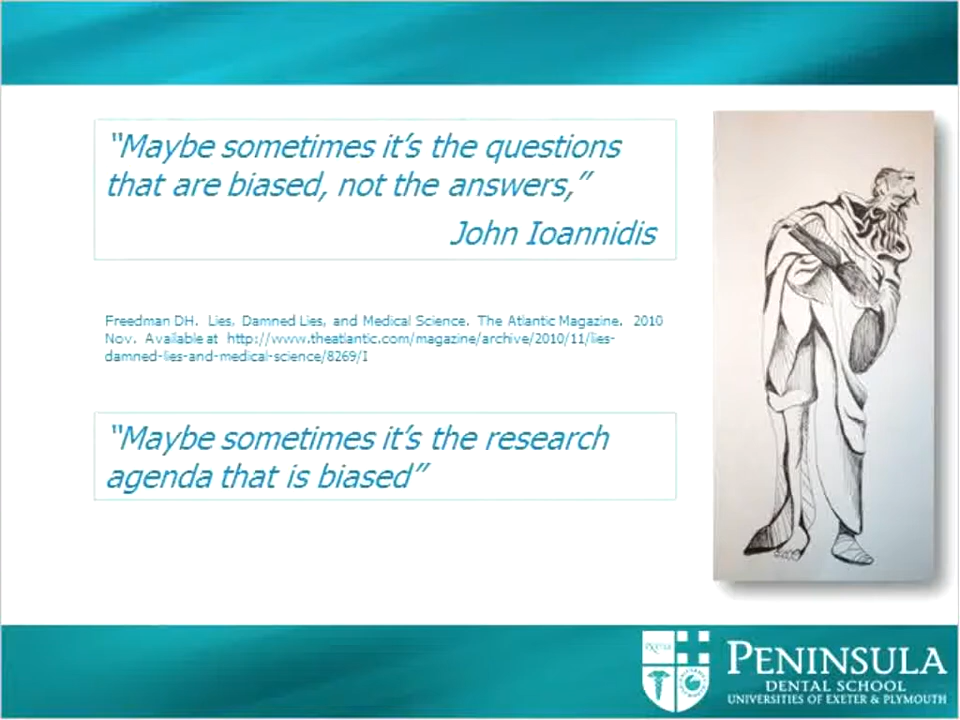 “Maybe sometimes it’s the questions
that are biased, not the answers,”
John Ioannidis
Freedman DH. Lies, Damned Lies, and Medical Science. The Atlantic Magazine. 2010
Nov. Available at http://www.theatlantic.com/magazine/archive/2010/11/lies-
damned-lies-and-medical-science/8269/I
“Maybe sometimes it’s the research
agenda that is biased”
PENINSULA
DENTAL SCHOOL
UNIVERSITIES OF EXETER & PLYMOUTH